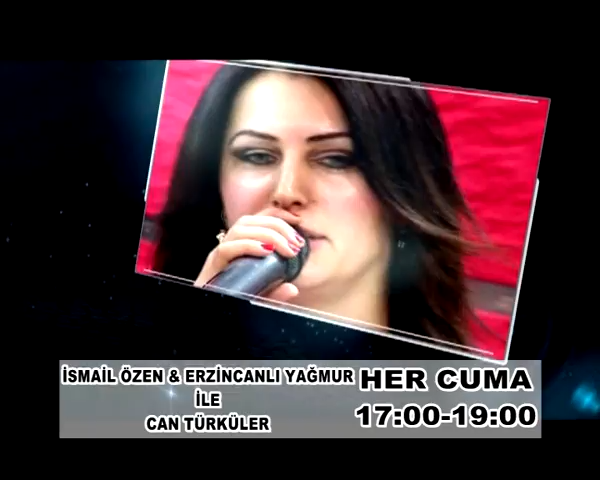 İSMAİL ÖZEN & ERZİNCANLI YAĞMUR
İLE
CAN TÜRKÜLER
HER CUMA
17:00-19:00